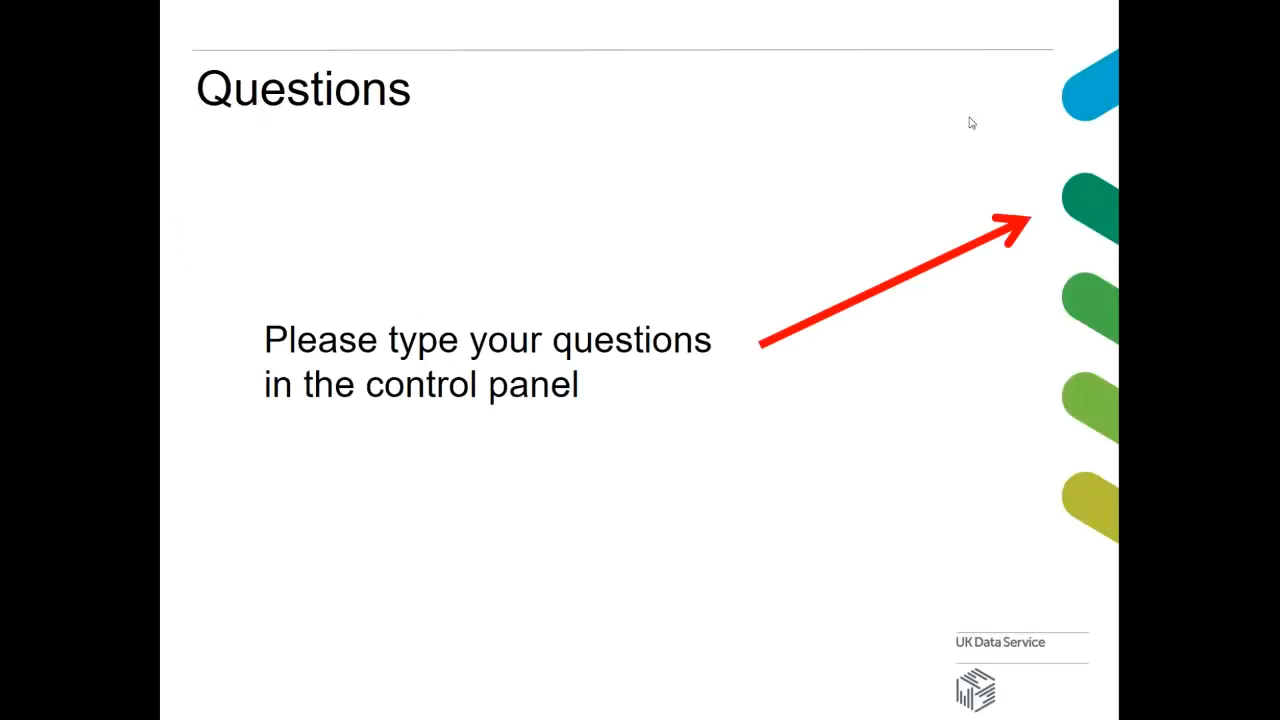 Questions
Please type your questions
in the control panel
UK Data Service